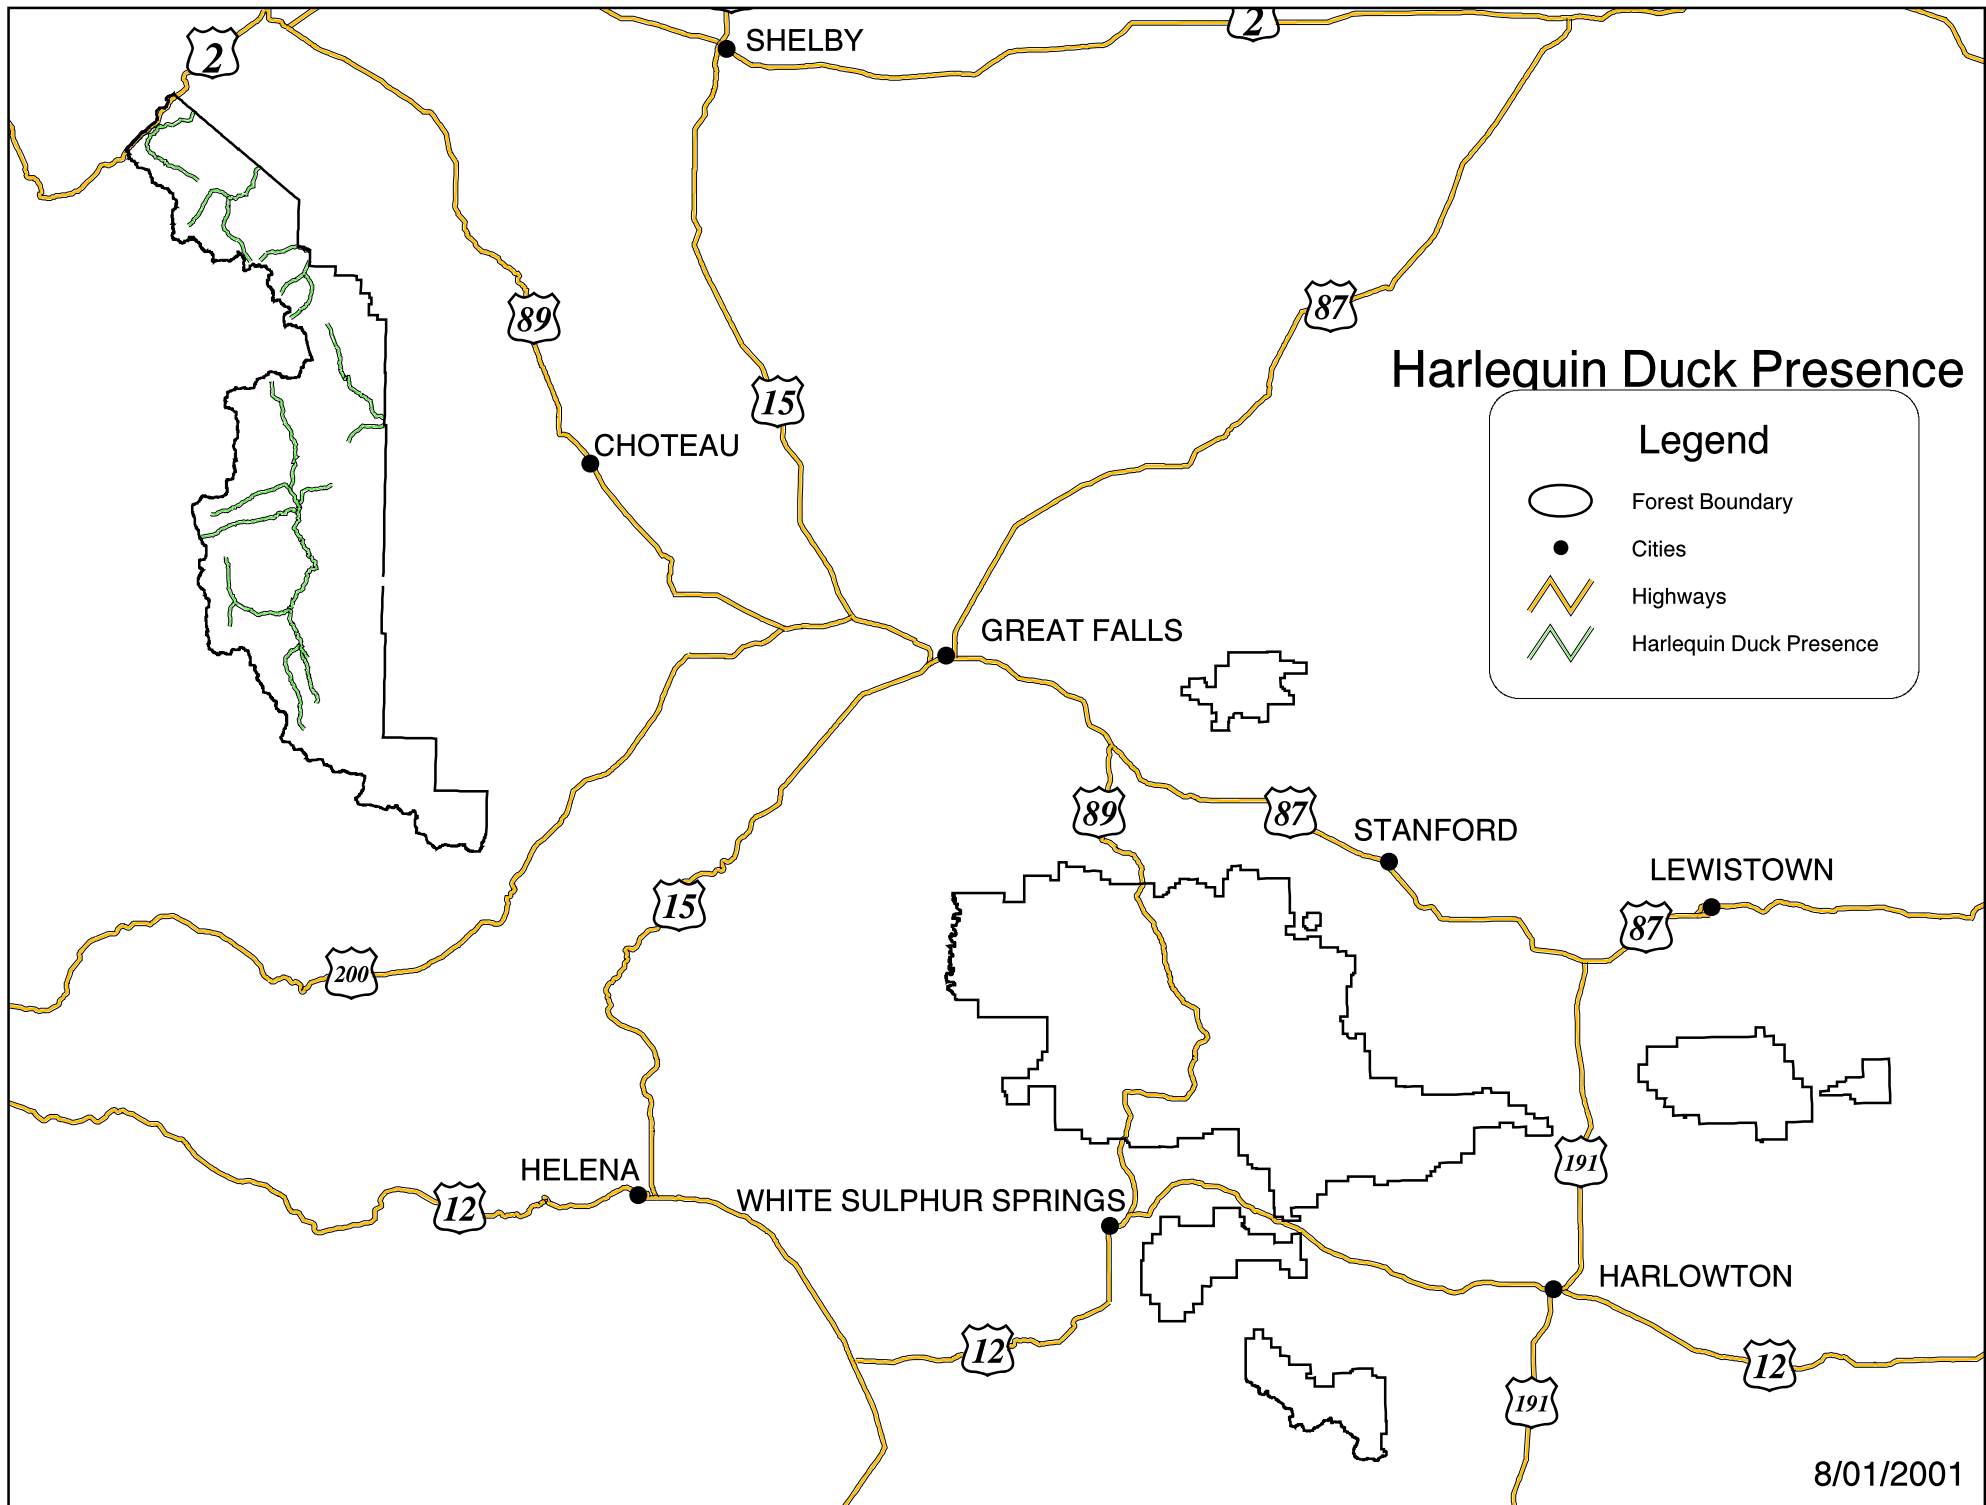 2
SHELBY
2
89
87
15
Harlequin Duck Presence
CHOTEAU
Legend
Forest Boundary
Cities
Highways
Harlequin Duck Presence
GREAT FALLS
89
87
STANFORD
LEWISTOWN
15
87
200
HELENA
191
12
WHITE SULPHUR SPRINGS
HARLOWTON
12
12
191
8/01/2001